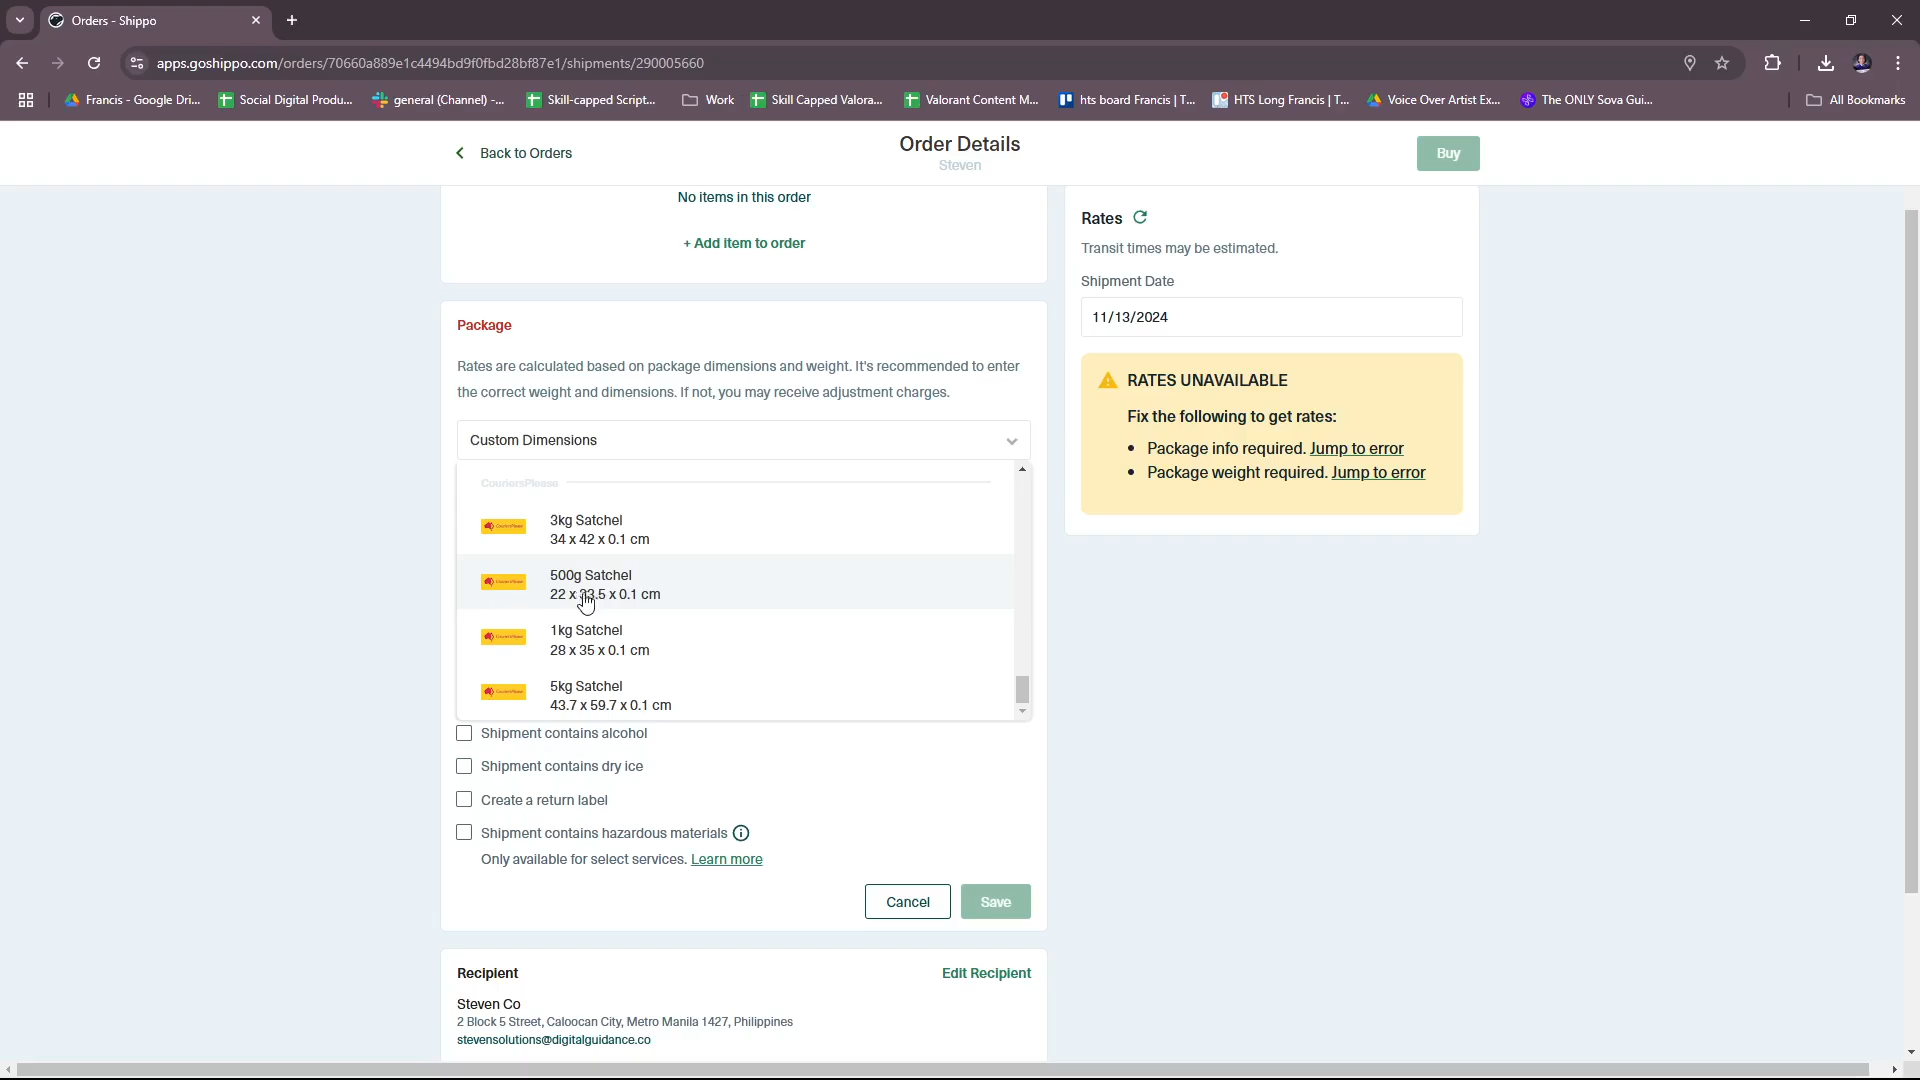 Orders - Shippo
apps.goshippo.com/orders/70660a889e1c4494bd9f0fbd28bf87e1/shipments/290005660
Francis - Google Dri...
Social Digital Produ...
general (Channel) -...
Skill-capped Script...
Work
Skill Capped Valora...
Valorant Content M...
hts board Francis | T...
HTS Long Francis | T...
Voice Over Artist Ex...
The ONLY Sova Gui...
All Bookmarks
Back to Orders
Order Details
Steven
Buy
No items in this order
+ Add item to order
Package
Rates are calculated based on package dimensions and weight. It's recommended to enter
the correct weight and dimensions. If not, you may receive adjustment charges.
Custom Dimensions
CouriersPlease
3kg Satchel
34 x 42 x 0.1 cm
500g Satchel
22 x 33.5 x 0.1 cm
1kg Satchel
28 x 35 x 0.1 cm
5kg Satchel
43.7 x 59.7 x 0.1 cm
Shipment contains alcohol
Shipment contains dry ice
Create a return label
Shipment contains hazardous materials
Only available for select services. Learn more
Cancel
Save
Recipient
Edit Recipient
Steven Co
2 Block 5 Street, Caloocan City, Metro Manila 1427, Philippines
stevensolutions@digitalguidance.co
Rates
Transit times may be estimated.
Shipment Date
11/13/2024
RATES UNAVAILABLE
Fix the following to get rates:
Package info required. Jump to error
Package weight required. Jump to error